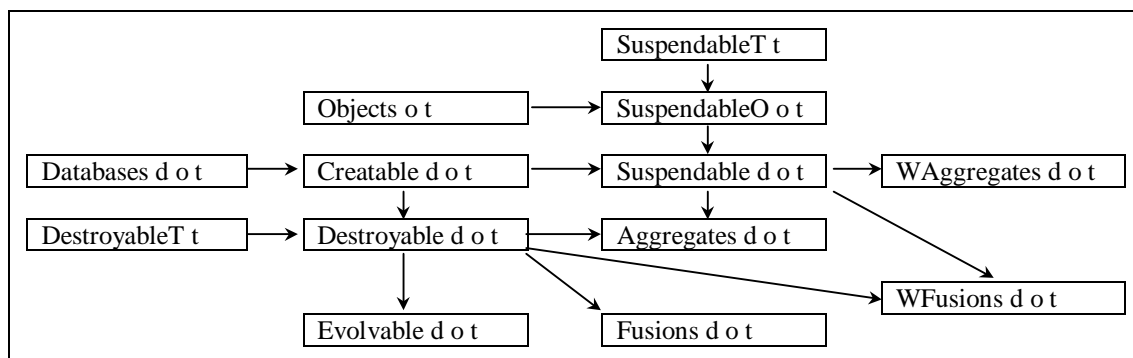 SuspendableT t
Objects o t
SuspendableO o t
Databases d o t
Creatable d o t
Suspendable d o t
WAggregates d o t
DestroyableT t
Destroyable d o t
Aggregates d o t
WFusions d o t
Evolvable d o t
Fusions d o t